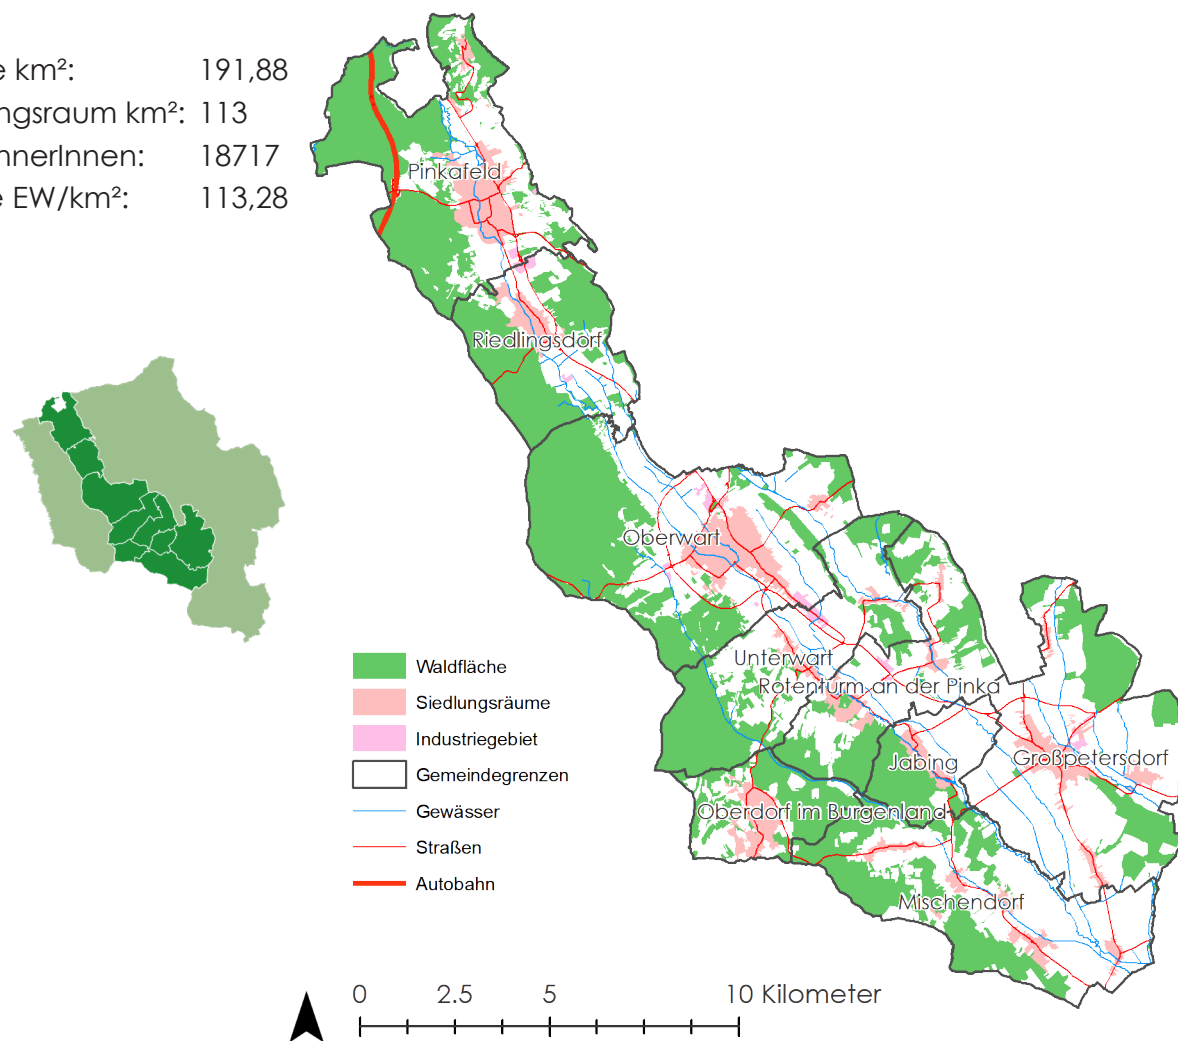 e km²: 191,88
ngsraum km²: 113
nnerInnen: 18717
e EW/km²: 113,28
Pinkafeld
Riedlingsdorf
Oberwart
Unterwart
Rotenturm an der Pinka
Jabing
Großpetersdorf
Oberdorf im Burgenland
Mischendorf
Waldfläche
Siedlungsräume
Industriegebiet
Gemeindegrenzen
Gewässer
Straßen
Autobahn
0 2.5 5 10 Kilometer